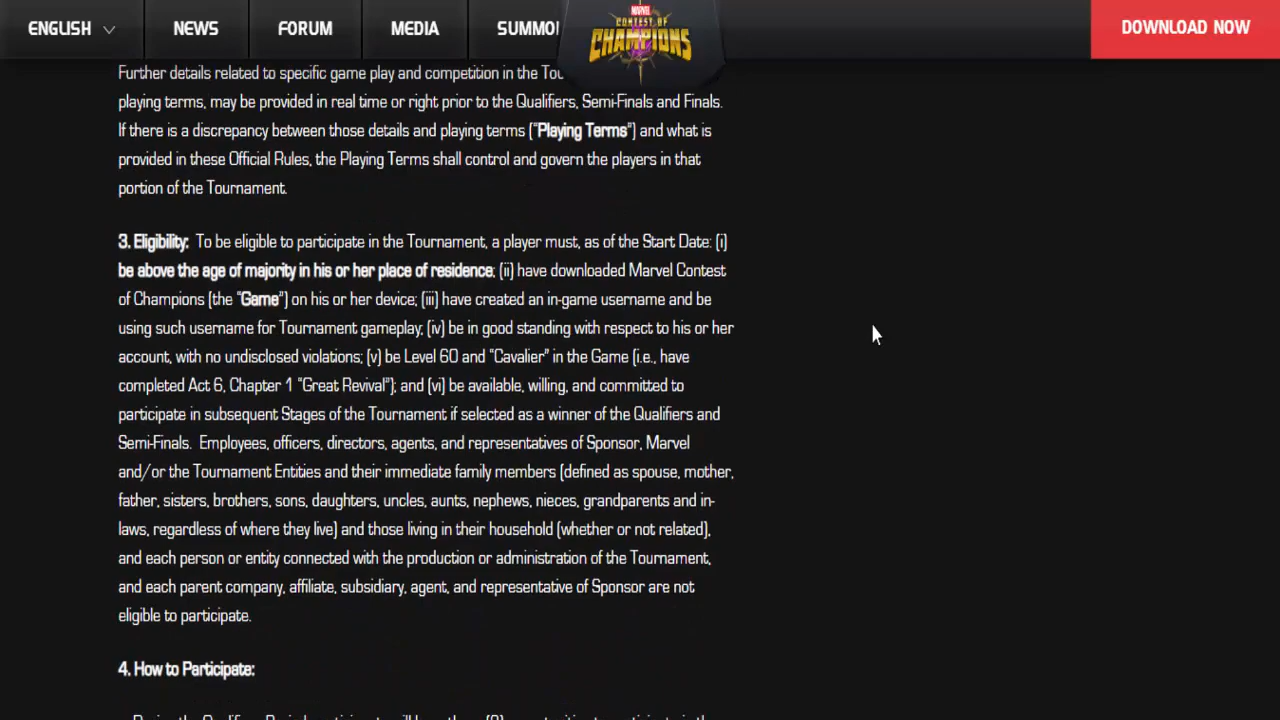 ENGLISH NEWS FORUM MEDIA DOWNLOAD NOW
MARVEL
CONTEST OF
CHAMPIONS
Further details related to specific game play and competition in the
playing terms, may be provided in real time or right prior to the Qualifiers, Semi-Finals and Finals.
If there is a discrepancy between those details and playing terms ("Playing Terms") and what is
provided in these Official Rules, the Playing Terms shall control and govern the players in that
portion of the Tournament.
3. Eligibility: To be eligible to participate in the Tournament, a player must, as of the Start Date: (i)
be above the age of majority in his or her place of residence; (ii) have downloaded Marvel Contest
of Champions (the "Game") on his or her device; (iii) have created an in-game username and be
using such username for Tournament gameplay; (iv) be in good standing with respect to his or her
account, with no undisclosed violations; (v) be Level 60 and "Cavalier" in the Game (i.e., have
completed Act 6, Chapter 1 "Great Revival"); and (vi) be available, willing, and committed to
participate in subsequent Stages of the Tournament if selected as a winner of the Qualifiers and
Semi-Finals. Employees, officers, directors, agents, and representatives of Sponsor, Marvel
and/or the Tournament Entities and their immediate family members (defined as spouse, mother,
father, sisters, brothers, sons, daughters, uncles, aunts, nephews, nieces, grandparents and in-
laws, regardless of where they live) and those living in their household (whether or not related),
and each person or entity connected with the production or administration of the Tournament,
and each parent company, affiliate, subsidiary, agent, and representative of Sponsor are not
eligible to participate.
4. How to Participate: